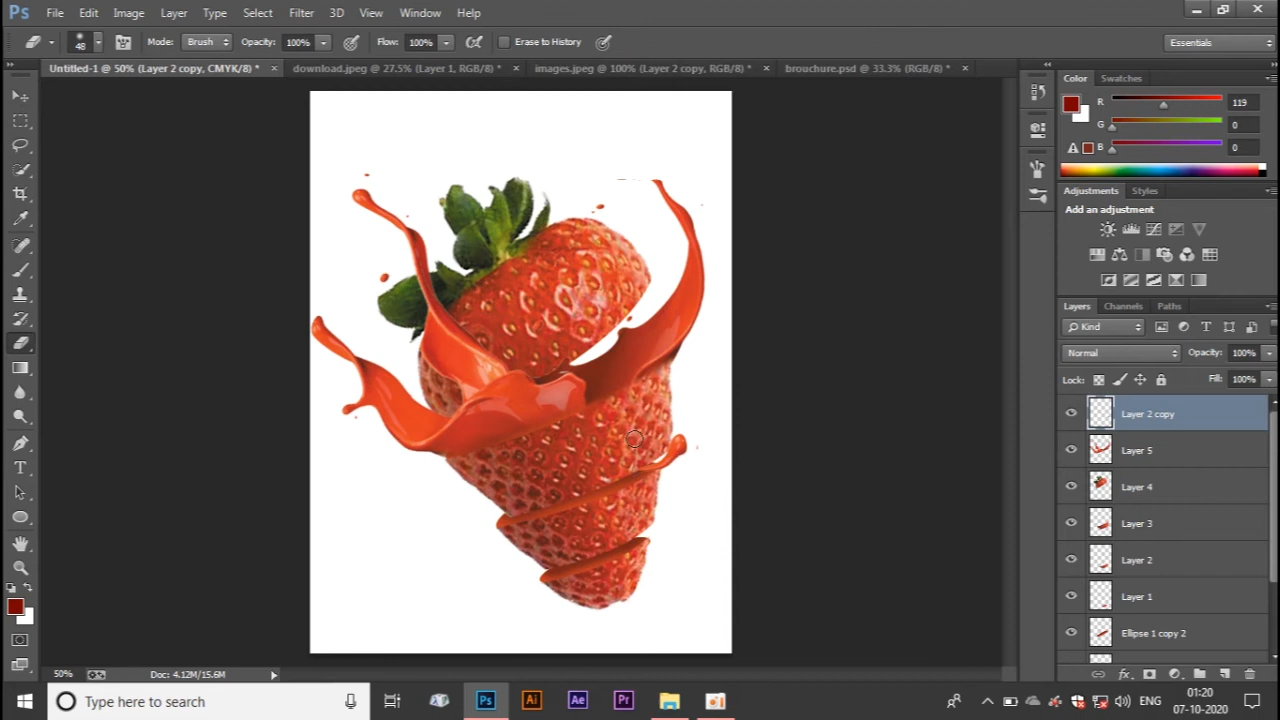 Ps File Edit Image Layer Type Select Filter 3D View Window Help
48 Mode: Brush Opacity: 100% Flow: 100% Erase to History Essentials
Untitled-1 @ 50% (Layer 2 copy, CMYK/8) * × download.jpeg @ 27.5% (Layer 1, RGB/8) * × images.jpeg @ 100% (Layer 2 copy, RGB/8) * × brouchure.psd @ 33.3% (RGB/8) * ×
Color Swatches
R 119
G 0
B 0
Adjustments Styles
Add an adjustment
Layers Channels Paths
Kind
Normal Opacity: 100%
Lock: Fill: 100%
Layer 2 copy
Layer 5
Layer 4
Layer 3
Layer 2
Layer 1
Ellipse 1 copy 2
50% Doc: 4.12M/15.6M
Type here to search Ps Ai Ae Pr ENG 01:20
07-10-2020